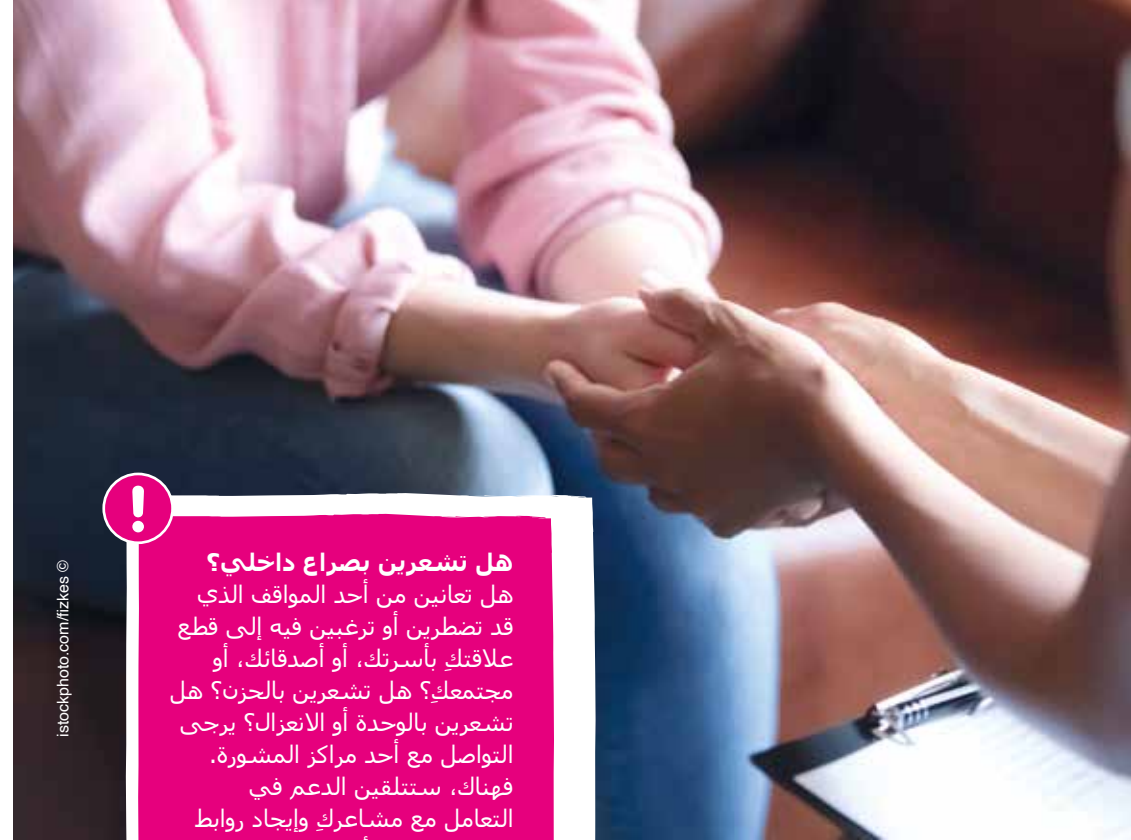 هل تشعرين بصراع داخلي؟
هل تعانين من أحد المواقف الذي
قد تضطرين أو ترغبين فيه إلى قطع
علاقتكِ بأسرتك، أو أصدقائك، أو
مجتمعكِ؟ هل تشعرين بالحزن؟ هل
تشعرين بالوحدة أو الانعزال؟ يرجى
التواصل مع أحد مراكز المشورة.
فهناك، ستتلقين الدعم في
التعامل مع مشاعركِ وإيجاد روابط
istockphoto.com/fizkes ©